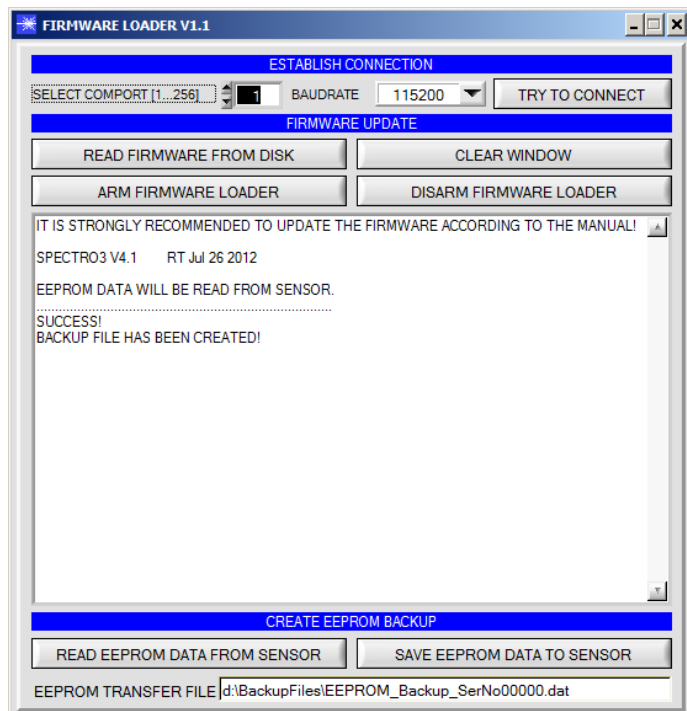 FIRMWARE LOADER V1.1
ESTABLISH CONNECTION
SELECT COMPORT [1...256] 1 BAUDRATE 115200 TRY TO CONNECT
FIRMWARE UPDATE
READ FIRMWARE FROM DISK CLEAR WINDOW
ARM FIRMWARE LOADER DISARM FIRMWARE LOADER
IT IS STRONGLY RECOMMENDED TO UPDATE THE FIRMWARE ACCORDING TO THE MANUAL!
SPECTRO3 V4.1 RT Jul 26 2012
EEPROM DATA WILL BE READ FROM SENSOR.
........................................................................
SUCCESS!
BACKUP FILE HAS BEEN CREATED!
CREATE EEPROM BACKUP
READ EEPROM DATA FROM SENSOR SAVE EEPROM DATA TO SENSOR
EEPROM TRANSFER FILE d:\BackupFiles\EEPROM_Backup_SerNo00000.dat